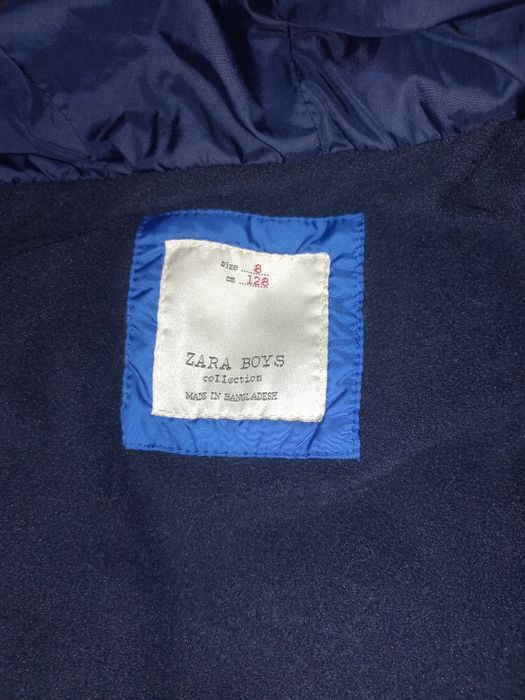 size ....8....
cm ....128
ZARA BOYS
collection
MADE IN BANGLADESH